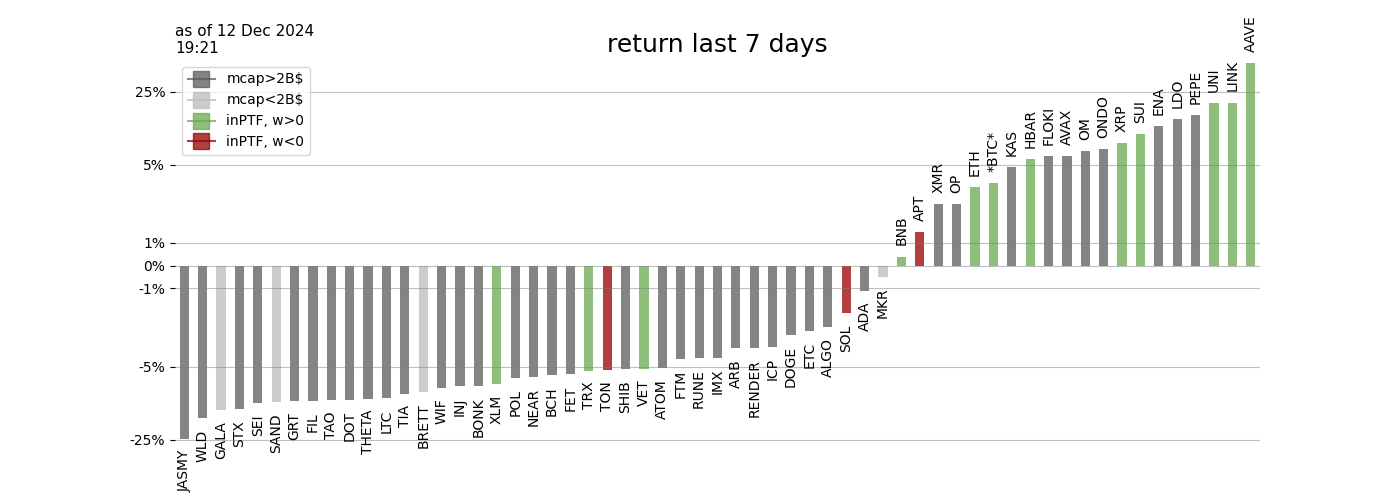 as of 12 Dec 2024
19:21
return last 7 days
mcap>2B$
mcap<2B$
inPTF, w>0
inPTF, w<0
25%
5%
1%
0%
-1%
-5%
-25%
JASMY
WLD
GALA
STX
SEI
SAND
GRT
FIL
TAO
DOT
THETA
LTC
TIA
BRETT
WIF
INJ
BONK
XLM
POL
NEAR
BCH
FET
TRX
TON
SHIB
VET
ATOM
FTM
RUNE
IMX
ARB
RENDER
ICP
DOGE
ETC
ALGO
SOL
ADA
MKR
BNB
APT
XMR
OP
ETH
*BTC*
KAS
HBAR
FLOKI
AVAX
OM
ONDO
XRP
SUI
ENA
LDO
PEPE
UNI
LINK
AAVE